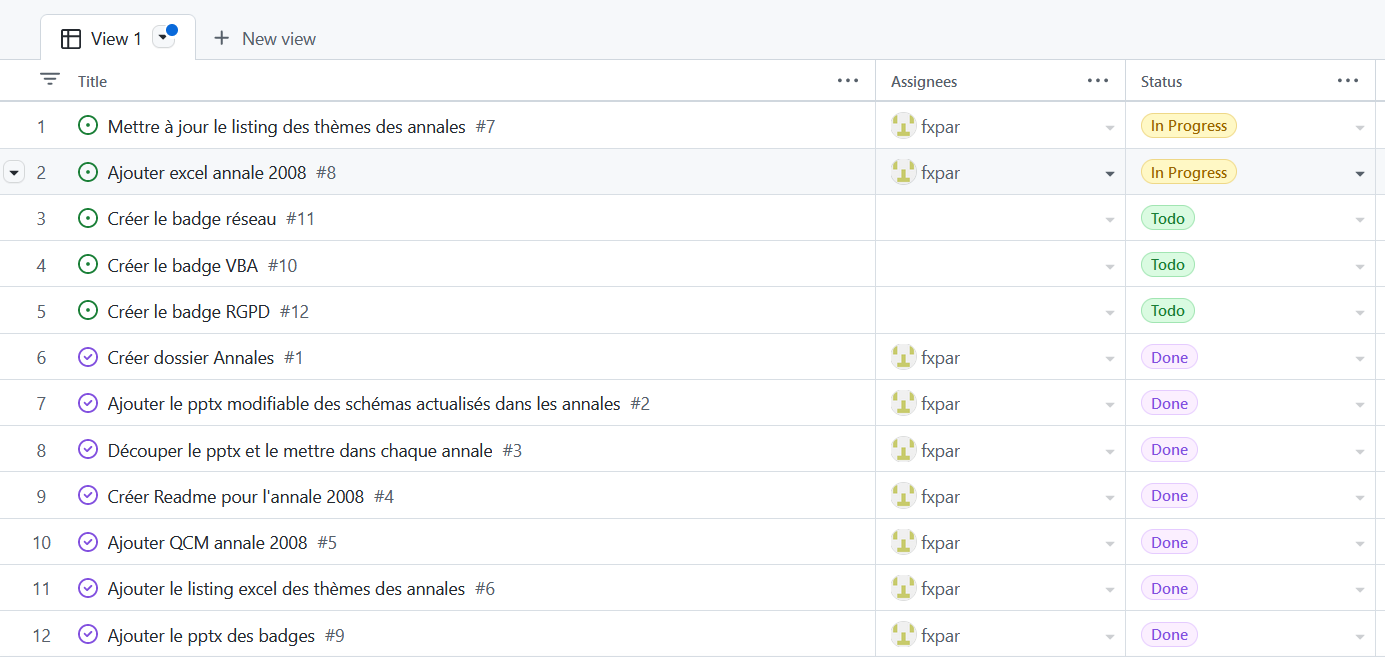 View 1 New view
Title Assignees Status
1 Mettre à jour le listing des thèmes des annales #7 fxpar In Progress
2 Ajouter excel annale 2008 #8 fxpar In Progress
3 Créer le badge réseau #11 Todo
4 Créer le badge VBA #10 Todo
5 Créer le badge RGPD #12 Todo
6 Créer dossier Annales #1 fxpar Done
7 Ajouter le pptx modifiable des schémas actualisés dans les annales #2 fxpar Done
8 Découper le pptx et le mettre dans chaque annale #3 fxpar Done
9 Créer Readme pour l'annale 2008 #4 fxpar Done
10 Ajouter QCM annale 2008 #5 fxpar Done
11 Ajouter le listing excel des thèmes des annales #6 fxpar Done
12 Ajouter le pptx des badges #9 fxpar Done